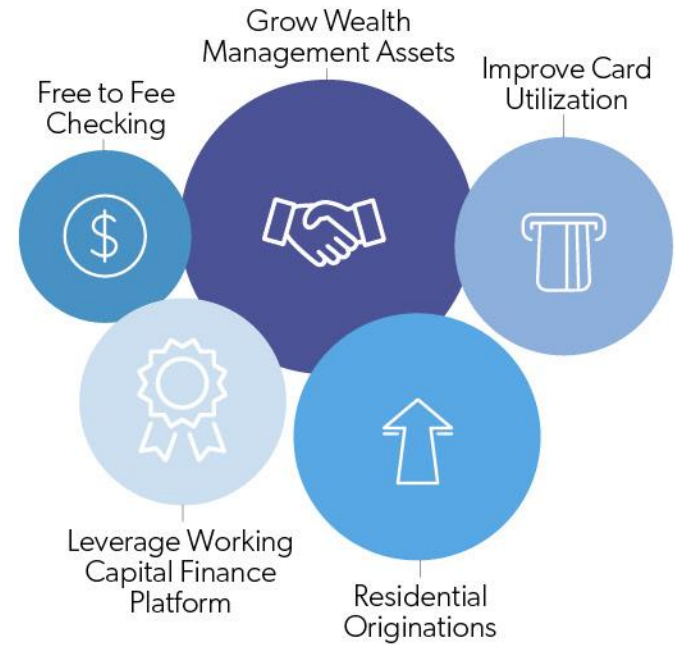 Grow Wealth
Management Assets
Improve Card
Utilization
Free to Fee
Checking
$
Leverage Working
Capital Finance
Platform
Residential
Originations